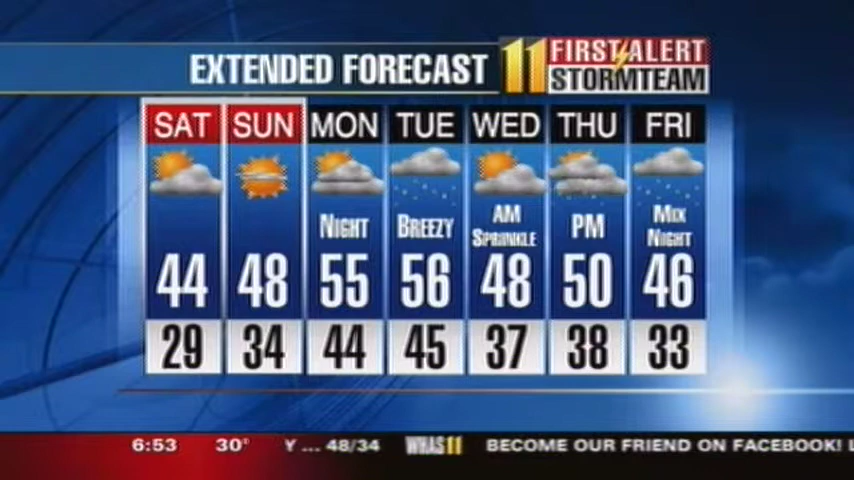 EXTENDED FORECAST
11 FIRST ALERT
STORMTEAM
SAT SUN MON TUE WED THU FRI
NIGHT BREEZY AM SPRINKLE PM MIX NIGHT
44 48 55 56 48 50 46
29 34 44 45 37 38 33
6:53 30° Y ... 48/34 WHAS11 BECOME OUR FRIEND ON FACEBOOK! L